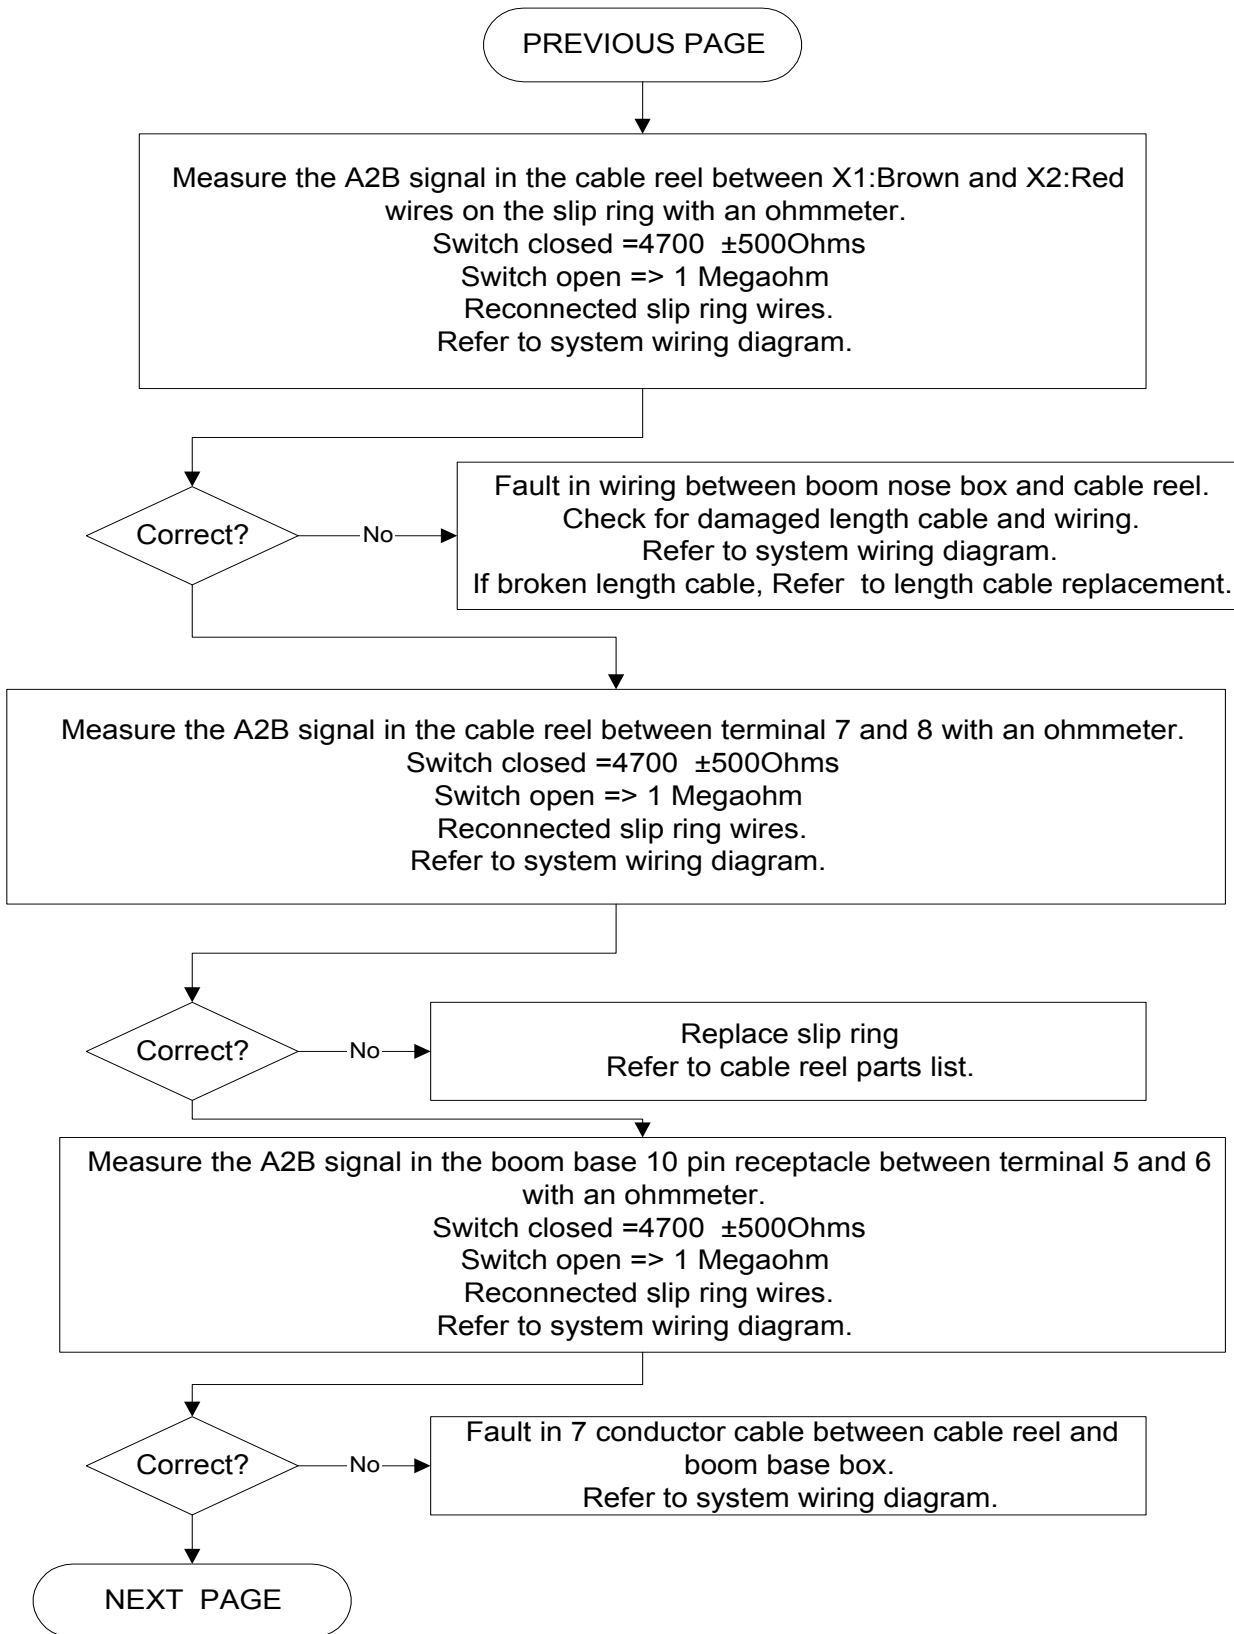 PREVIOUS PAGE
Measure the A2B signal in the cable reel between X1:Brown and X2:Red
wires on the slip ring with an ohmmeter.
Switch closed =4700  ±500Ohms
Switch open => 1 Megaohm
Reconnected slip ring wires.
Refer to system wiring diagram.
Correct?
No
Fault in wiring between boom nose box and cable reel.
Check for damaged length cable and wiring.
Refer to system wiring diagram.
If broken length cable, Refer  to length cable replacement.
Measure the A2B signal in the cable reel between terminal 7 and 8 with an ohmmeter.
Switch closed =4700  ±500Ohms
Switch open => 1 Megaohm
Reconnected slip ring wires.
Refer to system wiring diagram.
Correct?
No
Replace slip ring
Refer to cable reel parts list.
Measure the A2B signal in the boom base 10 pin receptacle between terminal 5 and 6
with an ohmmeter.
Switch closed =4700  ±500Ohms
Switch open => 1 Megaohm
Reconnected slip ring wires.
Refer to system wiring diagram.
Correct?
No
Fault in 7 conductor cable between cable reel and
boom base box.
Refer to system wiring diagram.
NEXT  PAGE